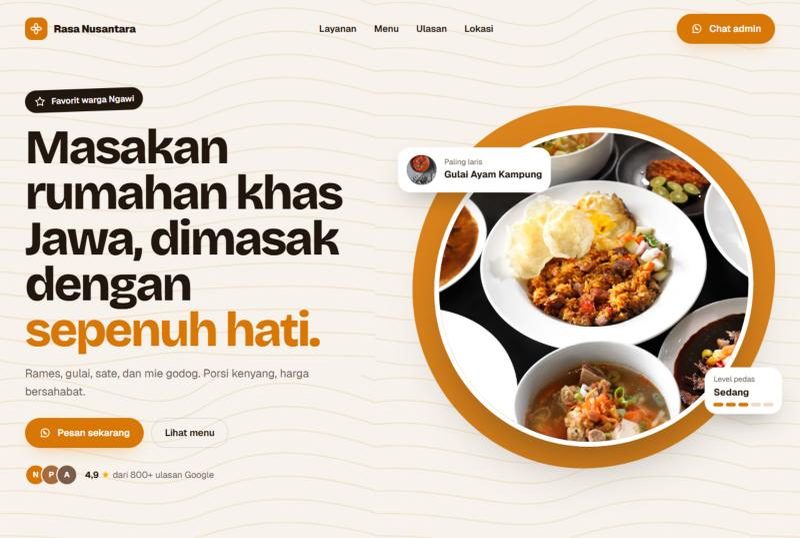 Rasa Nusantara
Layanan
Menu
Ulasan
Lokasi
Chat admin
Favorit warga Ngawi
Masakan
rumahan khas
Jawa, dimasak
dengan
sepenuh hati.
Rames, gulai, sate, dan mie godog. Porsi kenyang, harga
bersahabat.
Pesan sekarang
Lihat menu
N P A 4,9 ★ dari 800+ ulasan Google
Paling laris
Gulai Ayam Kampung
Level pedas
Sedang